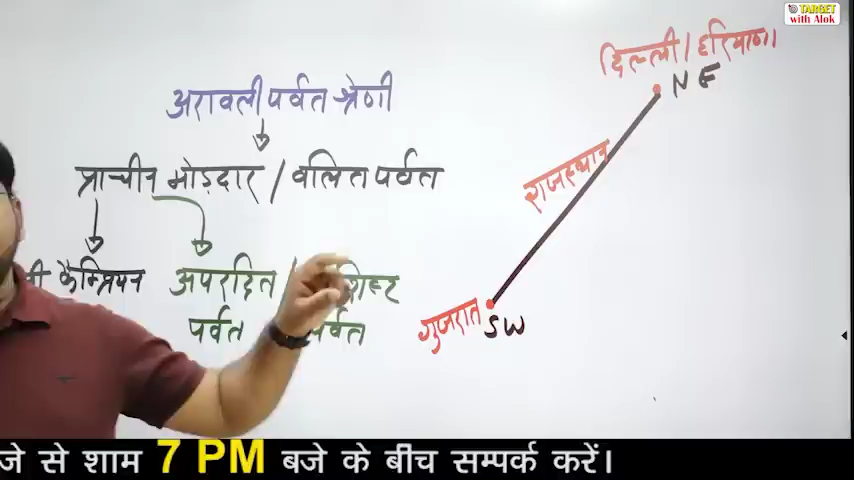 TARGET
with Alok
दिल्ली / हरियाणा
N E
अरावली पर्वत श्रेणी
प्राचीन मोड़दार / वलित पर्वत
राजस्थान
कैम्ब्रियन अपरदित /
पर्वत पर्वत
गुजरात
SW
जे से शाम 7 PM बजे के बीच सम्पर्क करें।